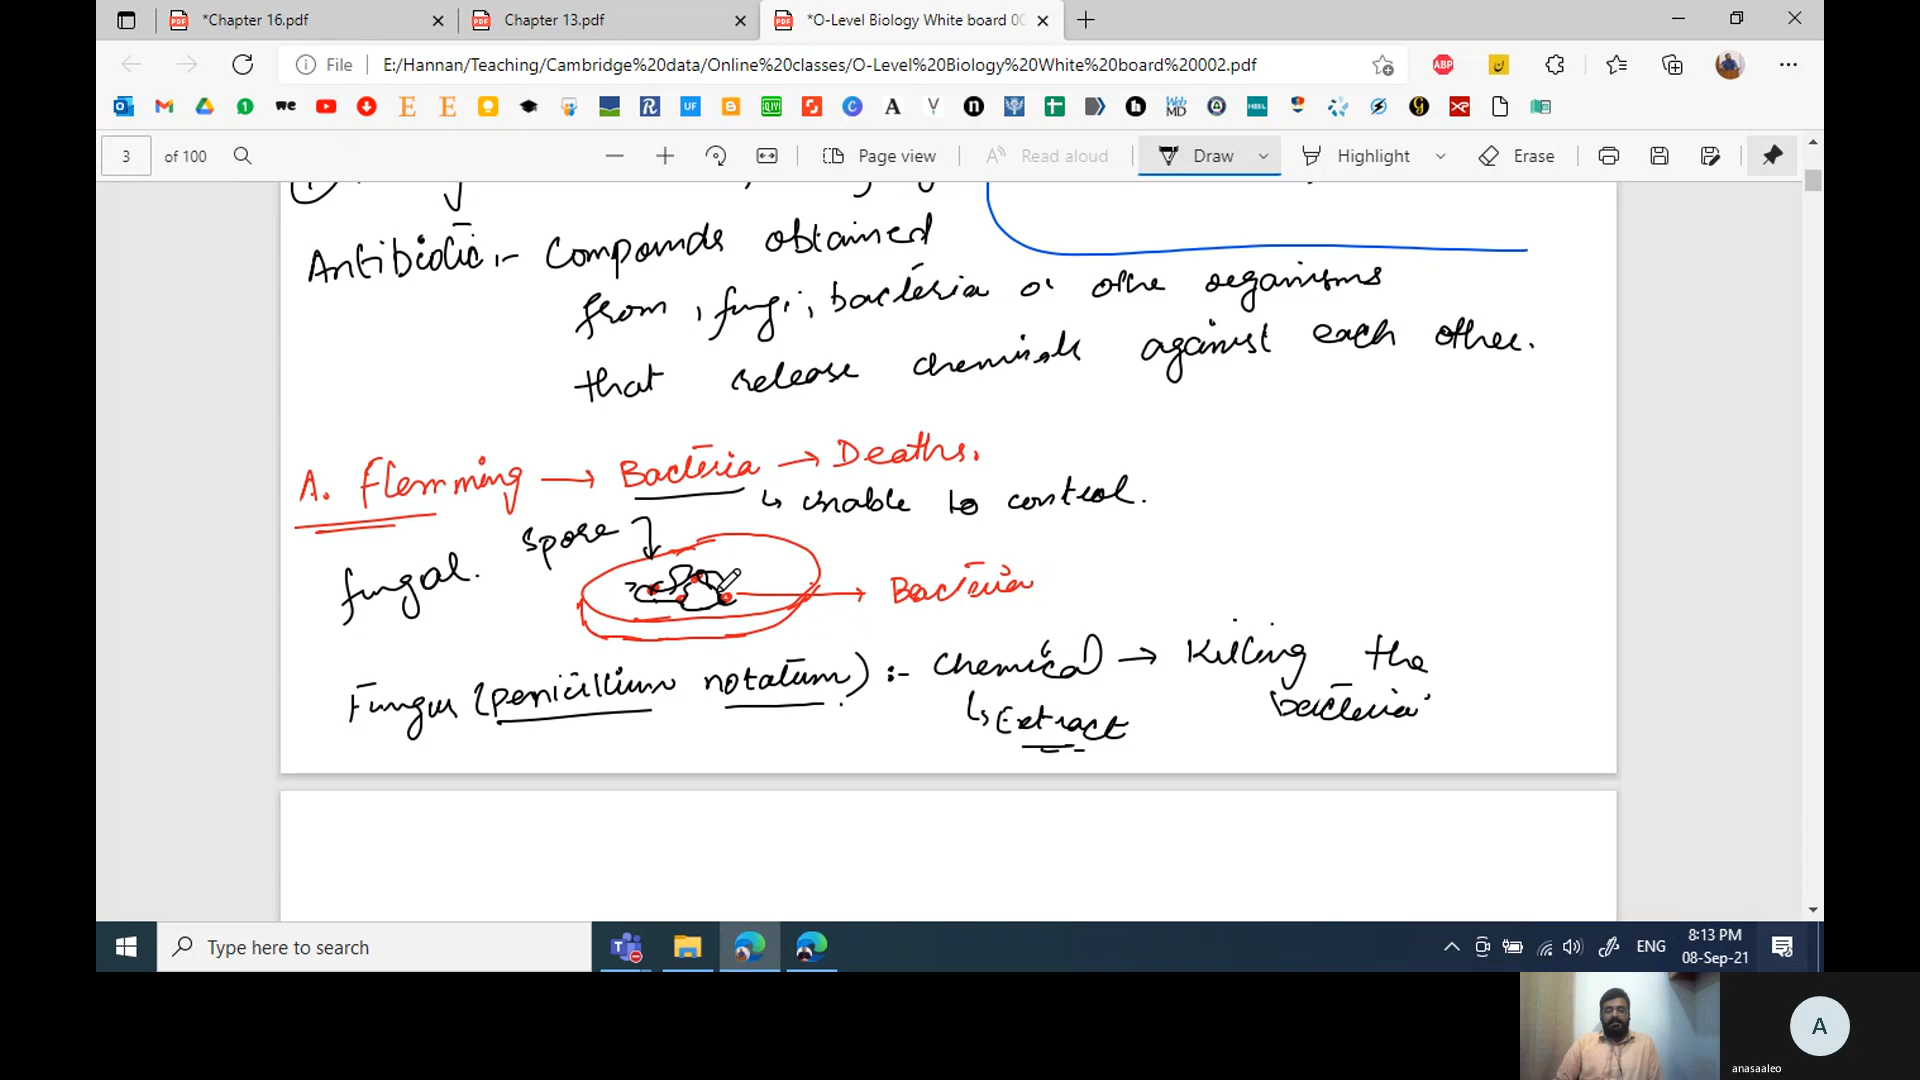 *Chapter 16.pdf
Chapter 13.pdf
*O-Level Biology White board 00
File E:/Hannan/Teaching/Cambridge%20data/Online%20classes/O-Level%20Biology%20White%20board%20002.pdf
3 of 100 Page view Read aloud Draw Highlight Erase
Antibiotic:- Compounds obtained
from, fungi, bacteria or othe organisms
that release chemicals against each other.
A. Flemming → Bacteria → Deaths.
↳ unable to control.
spore
fungal.
Bacteria
Fungus (penicillium notatum) :- Chemical → Killing the
bacteria
↳ Extract
Type here to search
ENG
8:13 PM
08-Sep-21
A
anasaaleo